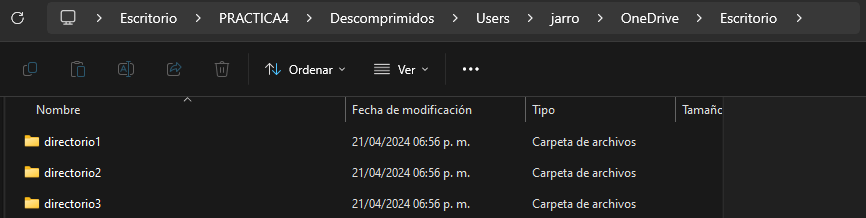 Escritorio > PRACTICA4 > Descomprimidos > Users > jarro > OneDrive > Escritorio >
Ordenar Ver
Nombre Fecha de modificación Tipo Tamañc
directorio1 21/04/2024 06:56 p. m. Carpeta de archivos
directorio2 21/04/2024 06:56 p. m. Carpeta de archivos
directorio3 21/04/2024 06:56 p. m. Carpeta de archivos